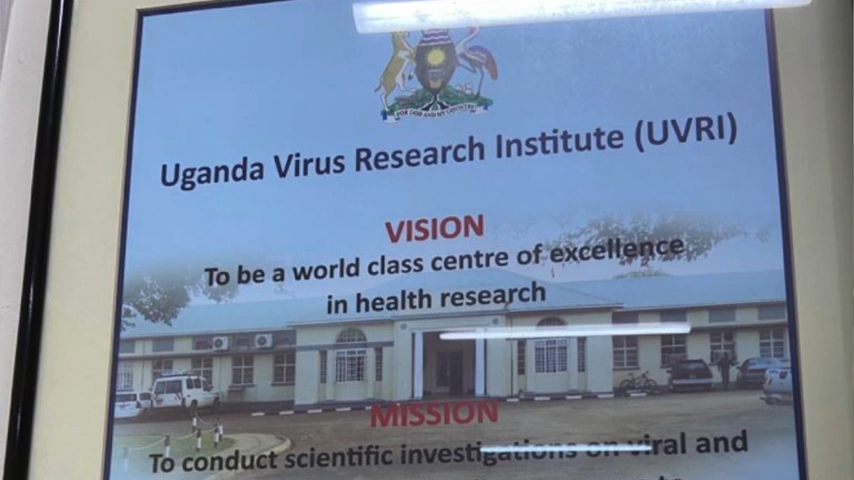 FOR GOD AND MY COUNTRY
Uganda Virus Research Institute (UVRI)
VISION
To be a world class centre of excellence
in health research
MISSION
To conduct scientific investigations on viral and
to